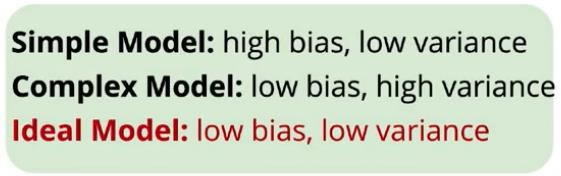 Simple Model: high bias, low variance
Complex Model: low bias, high variance
Ideal Model: low bias, low variance